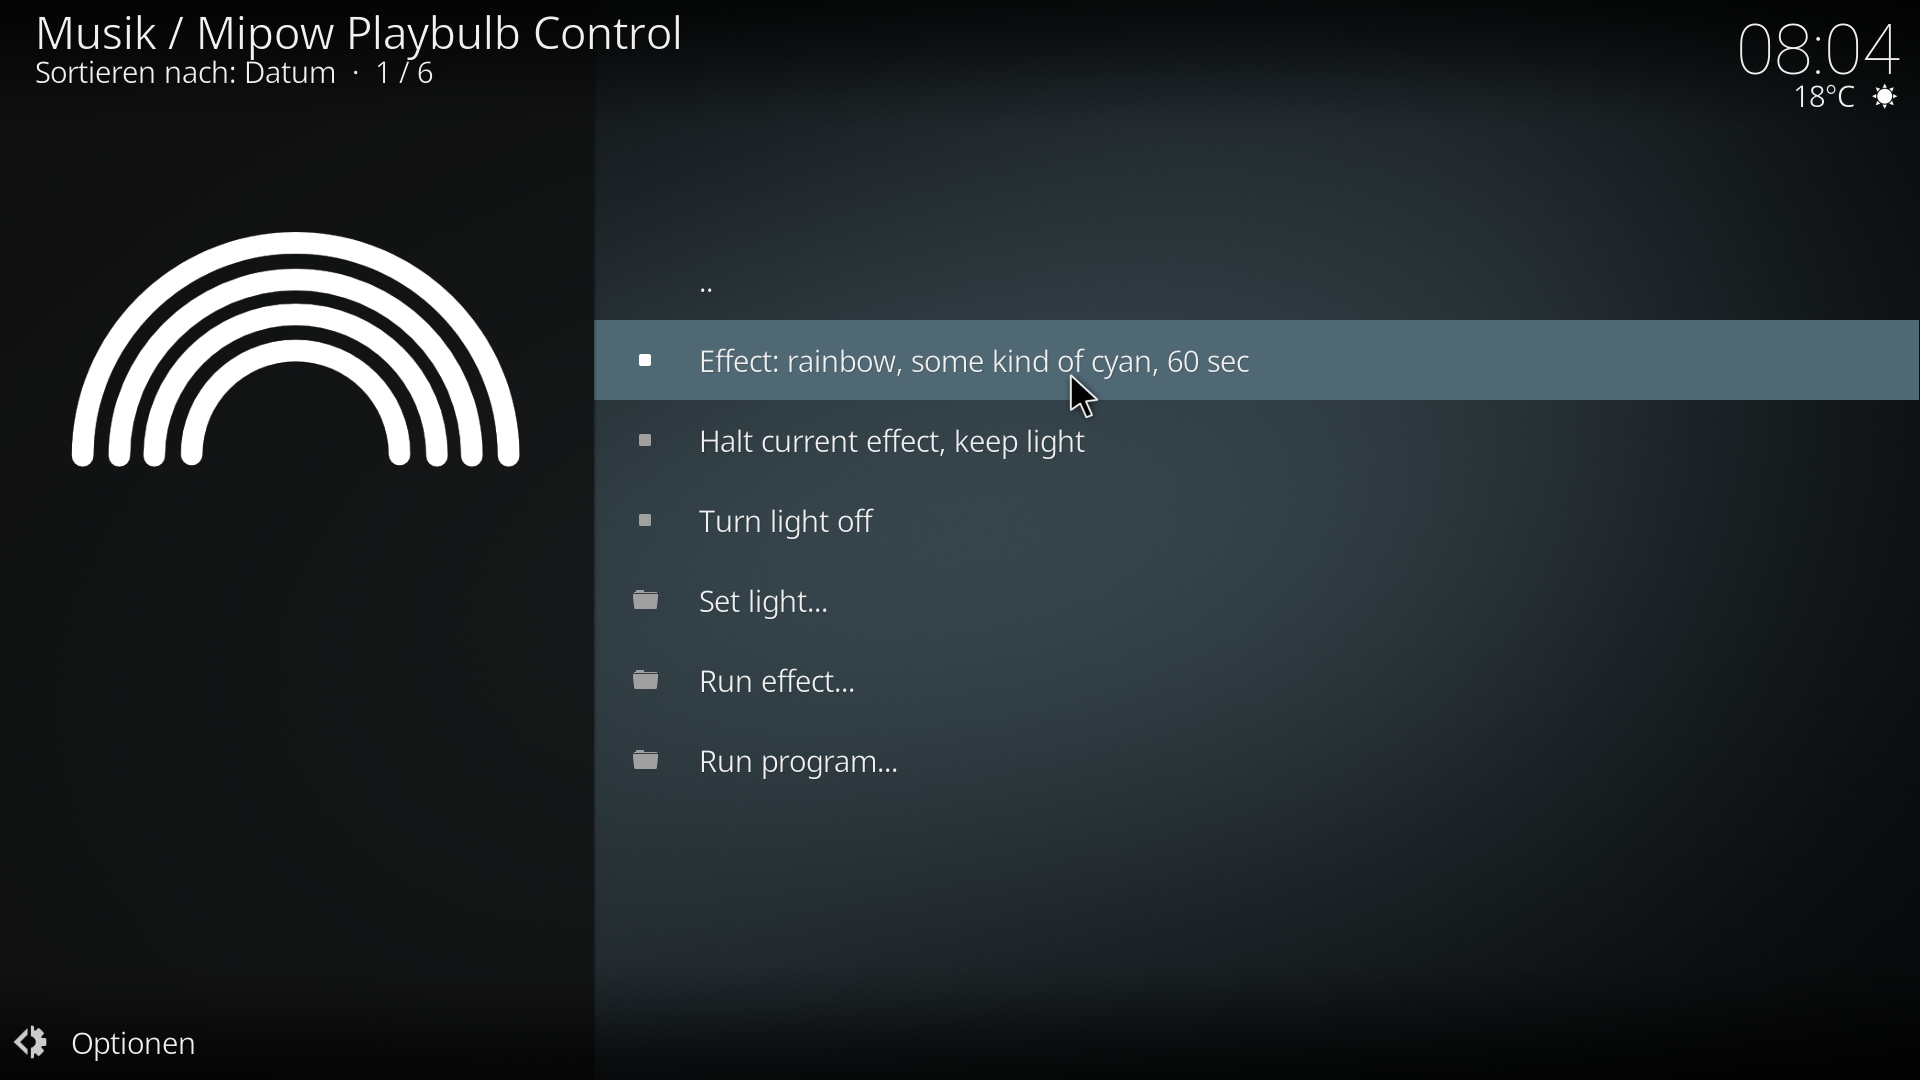 Musik / Mipow Playbulb Control
Sortieren nach: Datum · 1 / 6
08:04
18°C
..
Effect: rainbow, some kind of cyan, 60 sec
Halt current effect, keep light
Turn light off
Set light...
Run effect...
Run program...
Optionen